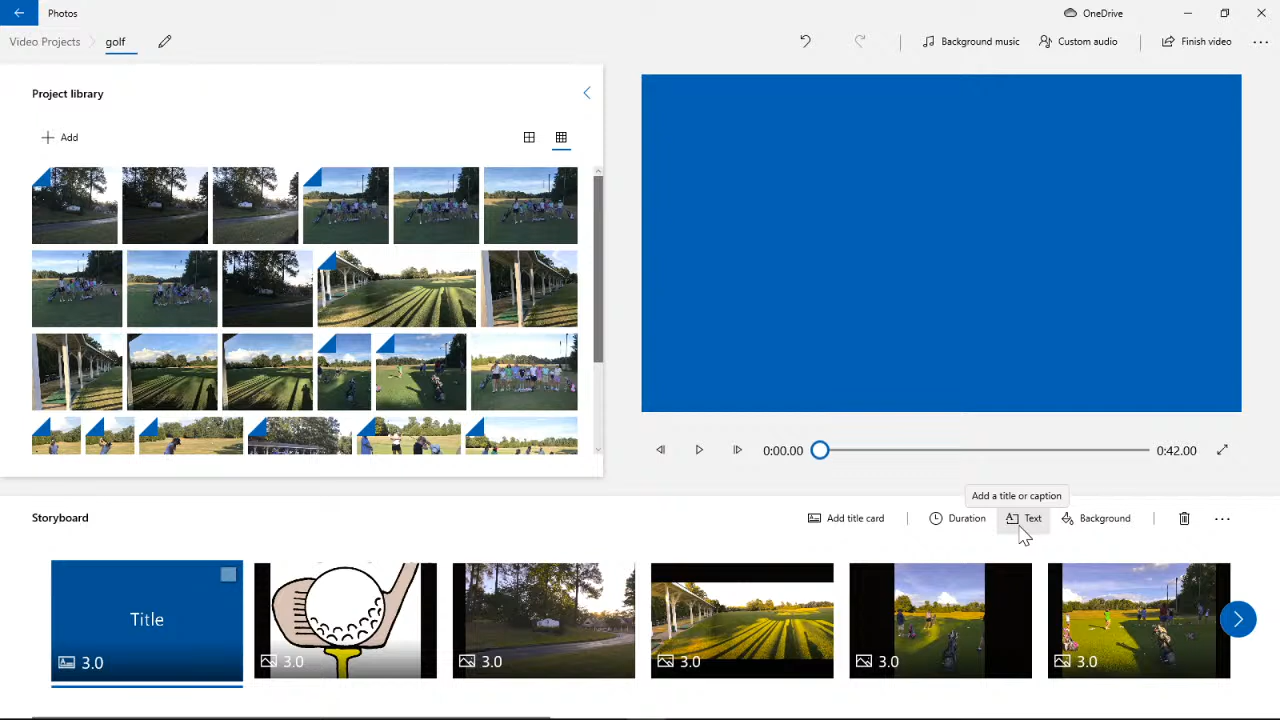 Photos
OneDrive
Video Projects
golf
Background music
Custom audio
Finish video
Project library
Add
0:00.00
0:42.00
Add a title or caption
Storyboard
Add title card
Duration
Text
Background
Title
3.0
3.0
3.0
3.0
3.0
3.0